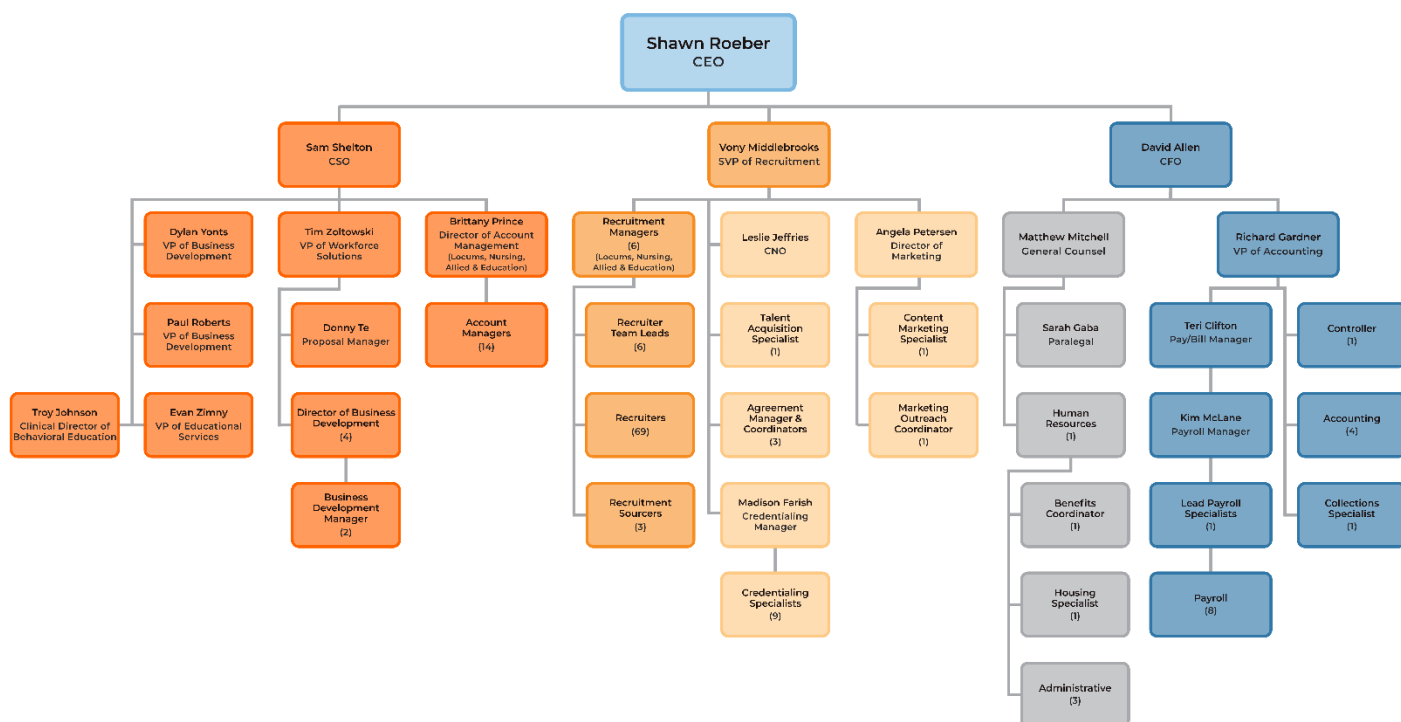 Shawn Roeber
CEO
Sam Shelton
CSO
Vony Middlebrooks
SVP of Recruitment
David Allen
CFO
Dylan Yonts
VP of Business
Development
Tim Zoltowski
VP of Workforce
Solutions
Brittany Prince
Director of Account
Management
(Locums, Nursing,
Allied & Education)
Recruitment
Managers
(6)
(Locums, Nursing,
Allied & Education)
Leslie Jeffries
CNO
Angela Petersen
Director of
Marketing
Matthew Mitchell
General Counsel
Richard Gardner
VP of Accounting
Paul Roberts
VP of Business
Development
Donny Te
Proposal Manager
Account
Managers
(14)
Recruiter
Team Leads
(6)
Talent
Acquisition
Specialist
(1)
Content
Marketing
Specialist
(1)
Sarah Gaba
Paralegal
Teri Clifton
Pay/Bill Manager
Controller
(1)
Troy Johnson
Clinical Director of
Behavioral Education
Evan Zimny
VP of Educational
Services
Director of Business
Development
(4)
Recruiters
(69)
Agreement
Manager &
Coordinators
(3)
Marketing
Outreach
Coordinator
(1)
Human
Resources
(1)
Kim McLane
Payroll Manager
Accounting
(4)
Business
Development
Manager
(2)
Recruitment
Sourcers
(3)
Madison Farish
Credentialing
Manager
Benefits
Coordinator
(1)
Lead Payroll
Specialists
(1)
Collections
Specialist
(1)
Credentialing
Specialists
(9)
Housing
Specialist
(1)
Payroll
(8)
Administrative
(3)